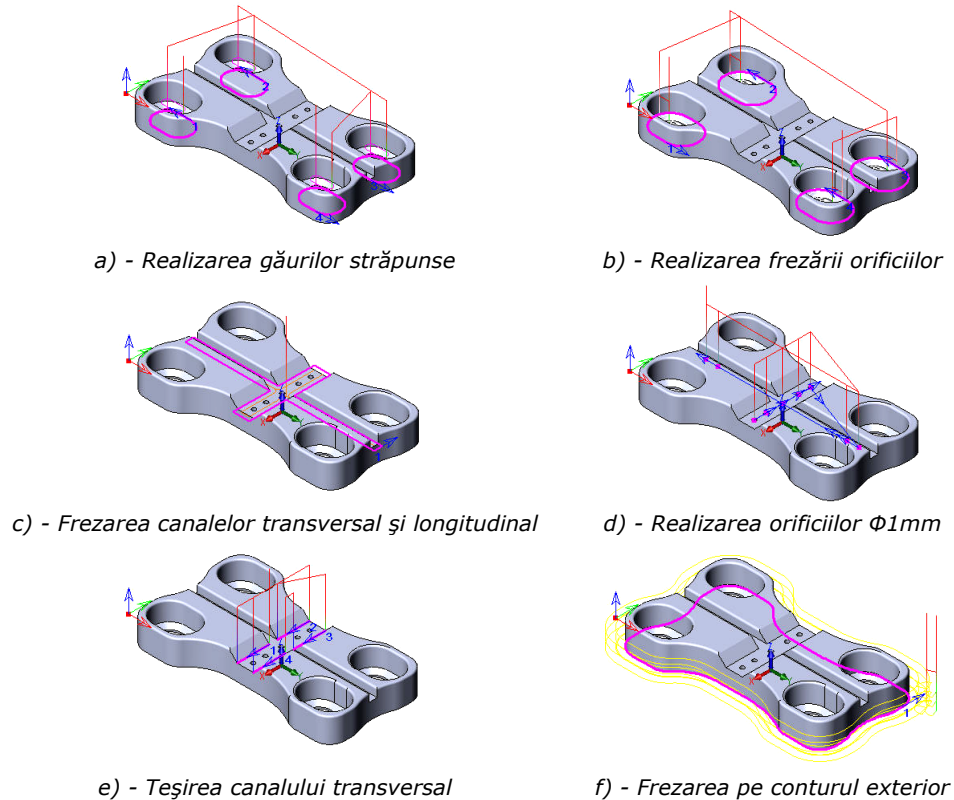 a) - Realizarea găurilor străpunse
b) - Realizarea frezării orificiilor
c) - Frezarea canalelor transversal şi longitudinal
d) - Realizarea orificiilor Φ1mm
e) - Teşirea canalului transversal
f) - Frezarea pe conturul exterior